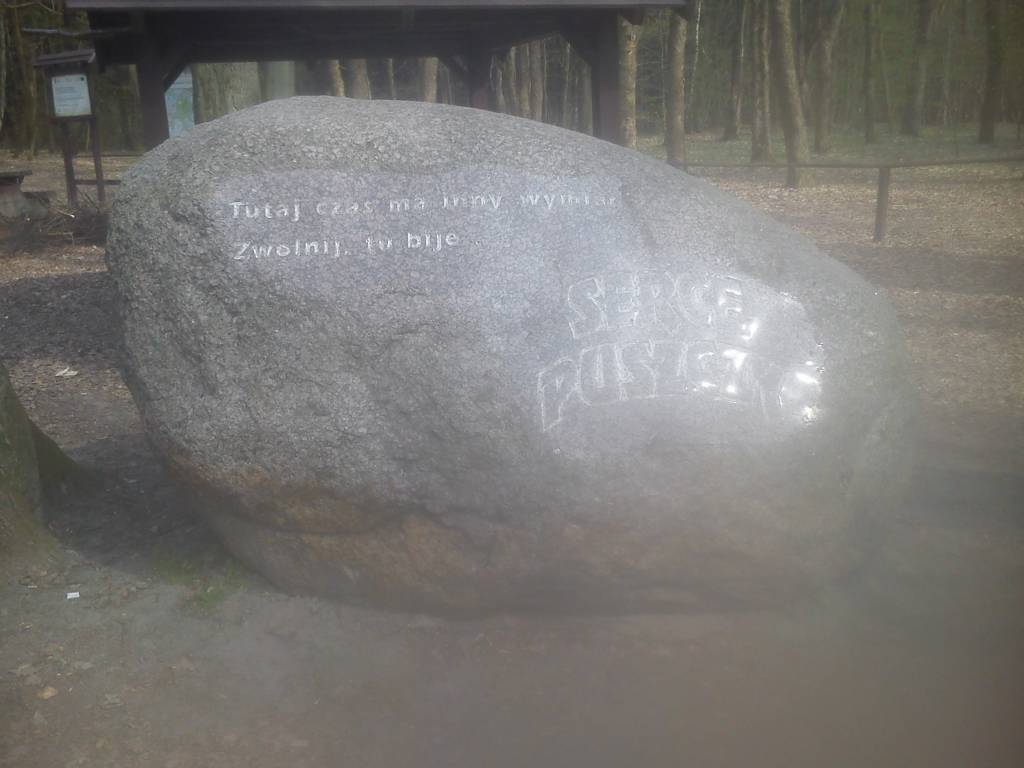 Tutaj czas ma inny wymiar
Zwolnij, tu bije...
SERCE
PUSZCZY